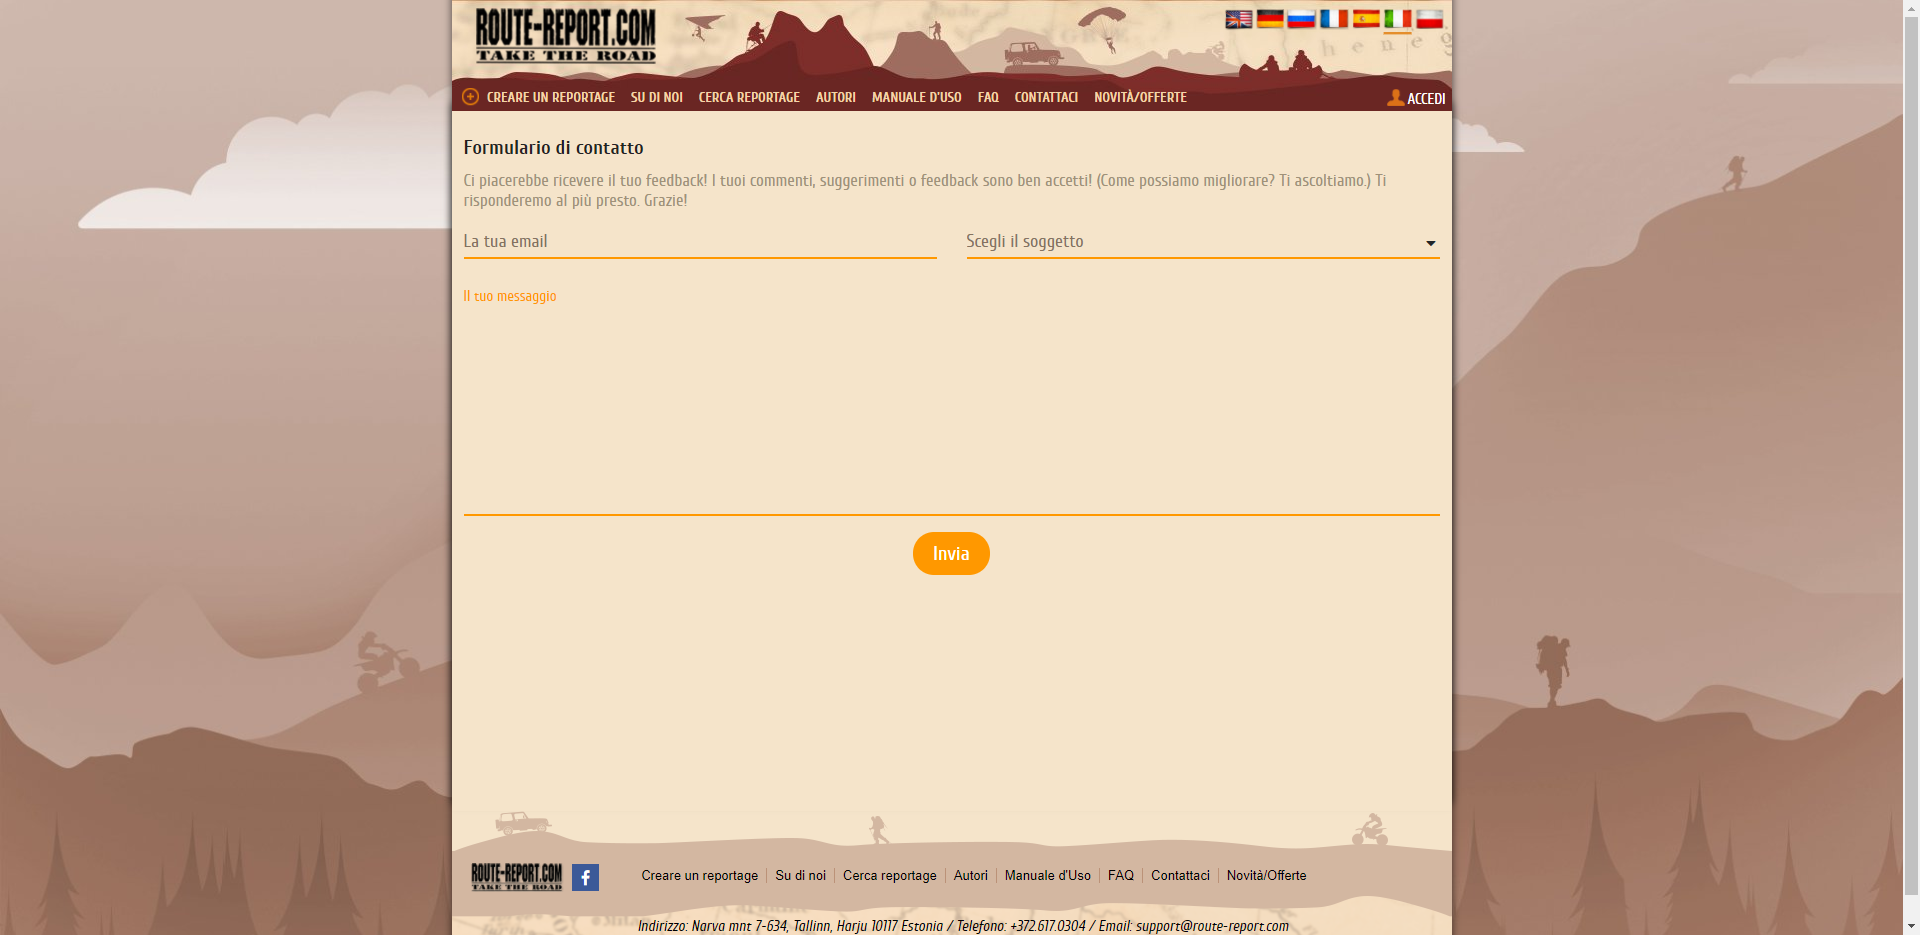 ROUTE-REPORT.COM
TAKE THE ROAD
CREARE UN REPORTAGE SU DI NOI CERCA REPORTAGE AUTORI MANUALE D'USO FAQ CONTATTACI NOVITÀ/OFFERTE ACCEDI
Formulario di contatto
Ci piacerebbe ricevere il tuo feedback! I tuoi commenti, suggerimenti o feedback sono ben accetti! (Come possiamo migliorare? Ti ascoltiamo.) Ti
risponderemo al più presto. Grazie!
La tua email
Scegli il soggetto
Il tuo messaggio
Invia
ROUTE-REPORT.COM
TAKE THE ROAD
Creare un reportage Su di noi Cerca reportage Autori Manuale d'Uso FAQ Contattaci Novità/Offerte
Indirizzo: Narva mnt 7-634, Tallinn, Harju 10117 Estonia / Telefono: +372.617.0304 / Email: support@route-report.com